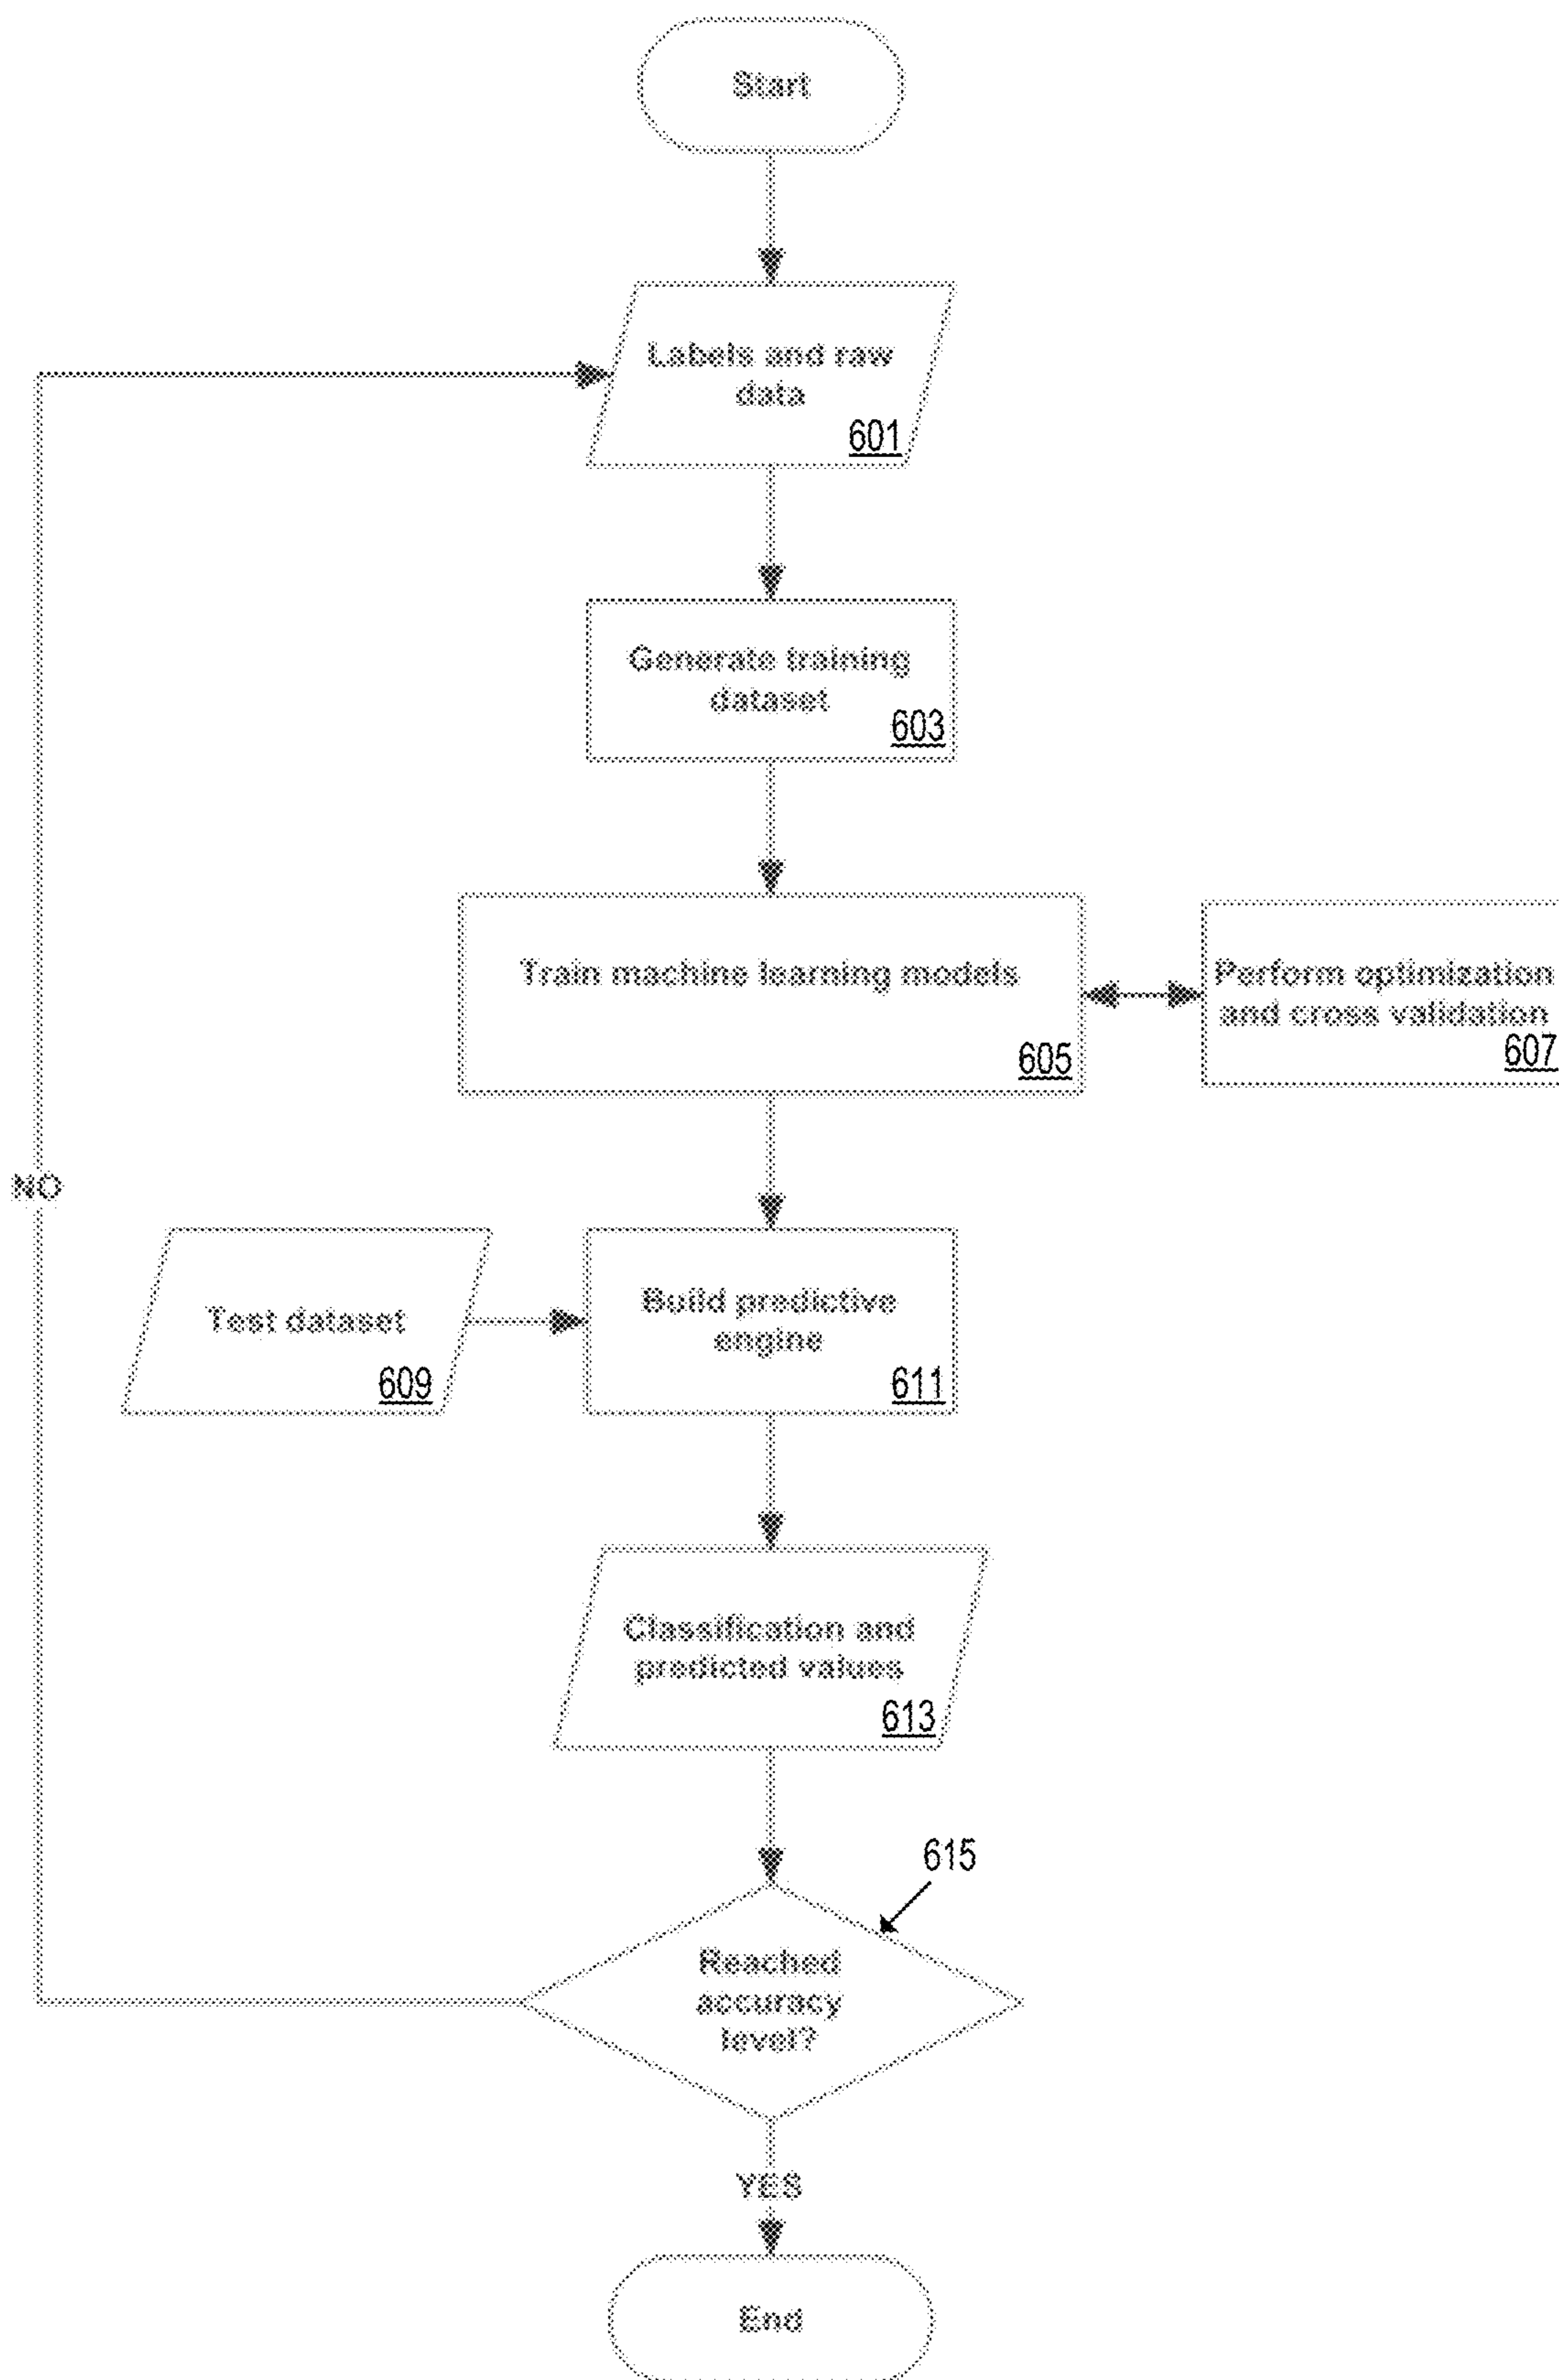 Start
Labels and raw
data
601
Generate training
dataset
603
Train machine learning models
605
Perform optimization
and cross validation
607
NO
Test dataset
609
Build predictive
engine
611
Classification and
predicted values
613
615
Reached
accuracy
level?
YES
End